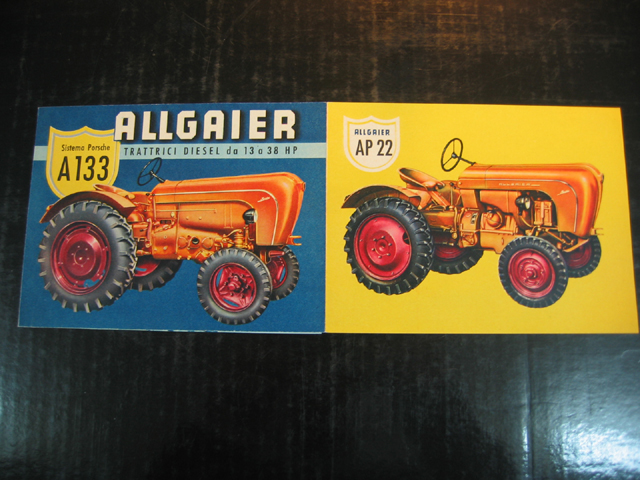 ALLGAIER
TRATTRICI DIESEL da 13 a 38 HP
Sistema Porsche
A133
ALLGAIER
AP 22